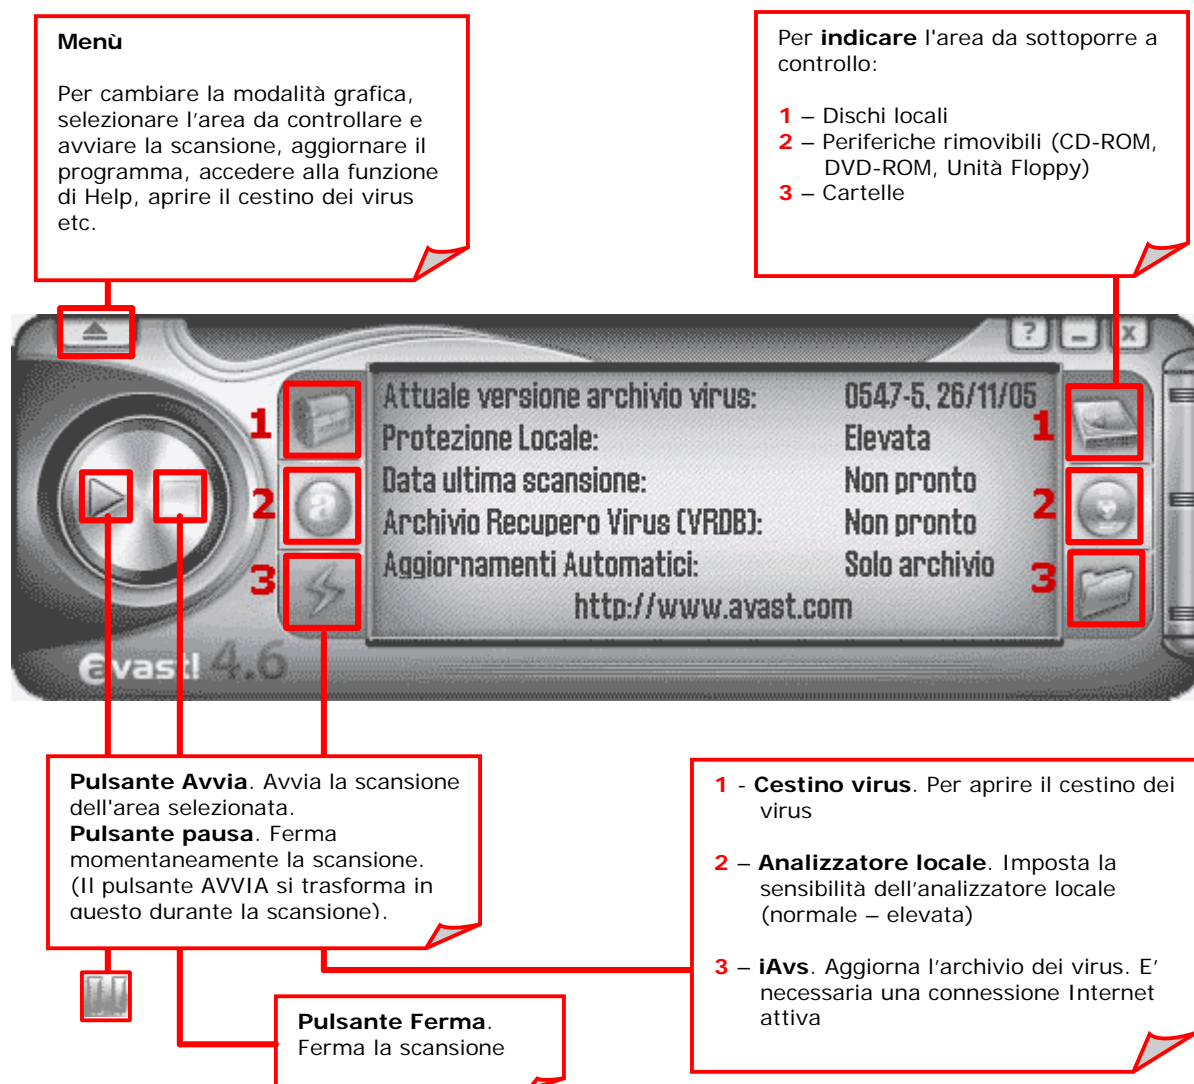 Menù
Per cambiare la modalità grafica,
selezionare l'area da controllare e
avviare la scansione, aggiornare il
programma, accedere alla funzione
di Help, aprire il cestino dei virus
etc.
Per indicare l'area da sottoporre a
controllo:
1 – Dischi locali
2 – Periferiche rimovibili (CD-ROM,
DVD-ROM, Unità Floppy)
3 – Cartelle
? _ x
1 Attuale versione archivio virus: 0547-5, 26/11/05 1
Protezione Locale: Elevata
Data ultima scansione: Non pronto
2 a Archivio Recupero Virus (VRDB): Non pronto 2
3 Aggiornamenti Automatici: Solo archivio 3
http://www.avast.com
avast! 4.6
Pulsante Avvia. Avvia la scansione
dell'area selezionata.
Pulsante pausa. Ferma
momentaneamente la scansione.
(Il pulsante AVVIA si trasforma in
questo durante la scansione).
1 - Cestino virus. Per aprire il cestino dei
virus
2 – Analizzatore locale. Imposta la
sensibilità dell'analizzatore locale
(normale – elevata)
3 – iAvs. Aggiorna l'archivio dei virus. E'
necessaria una connessione Internet
attiva
Pulsante Ferma.
Ferma la scansione